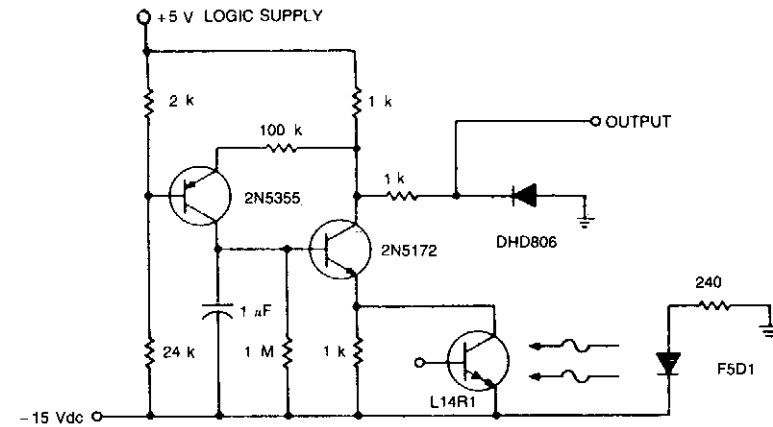 +5 V LOGIC SUPPLY
2 k
1 k
100 k
OUTPUT
1 k
2N5355
2N5172
DHD806
240
1 µF
24 k
1 M
1 k
F5D1
L14R1
−15 Vdc